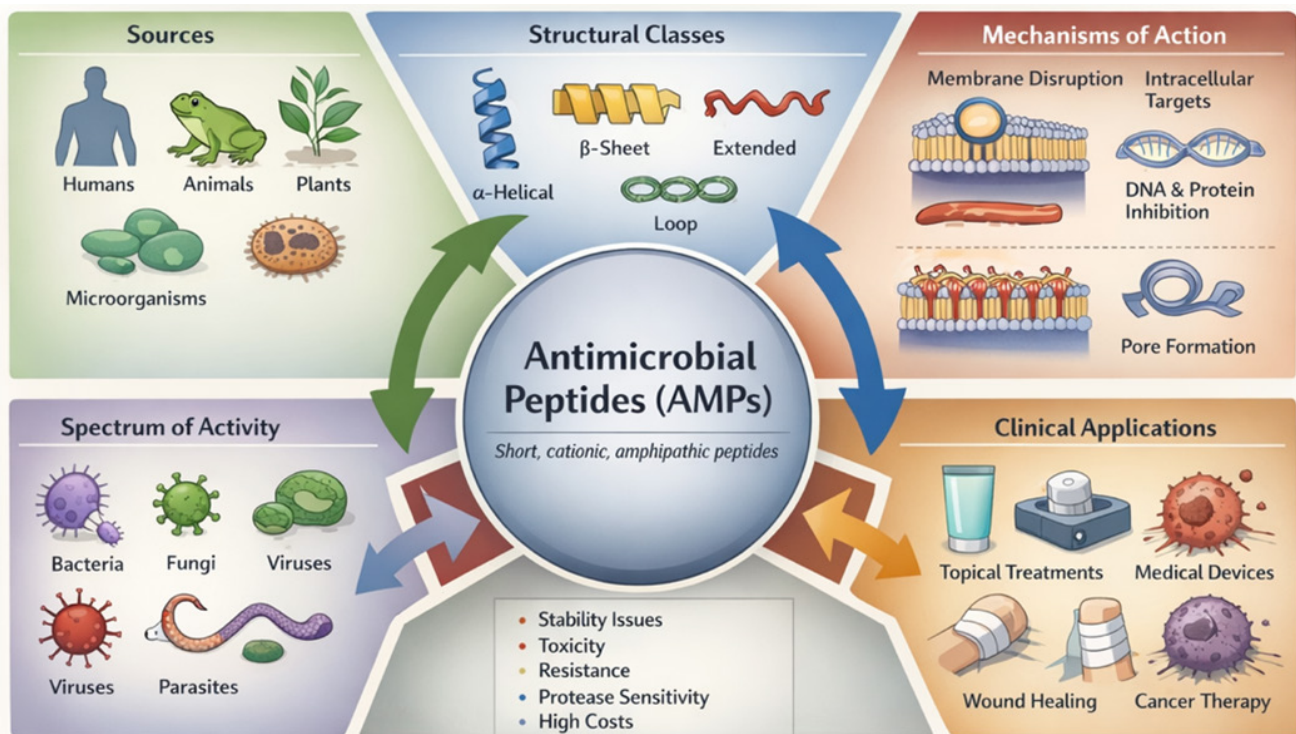 Sources
Humans
Animals
Plants
Microorganisms
Structural Classes
α-Helical
β-Sheet
Extended
Loop
Mechanisms of Action
Membrane Disruption
Intracellular
Targets
DNA & Protein
Inhibition
Pore Formation
Antimicrobial
Peptides (AMPs)
Short, cationic, amphipathic peptides
Spectrum of Activity
Bacteria
Fungi
Viruses
Viruses
Parasites
• Stability Issues
• Toxicity
• Resistance
• Protease Sensitivity
• High Costs
Clinical Applications
Topical Treatments
Medical Devices
Wound Healing
Cancer Therapy